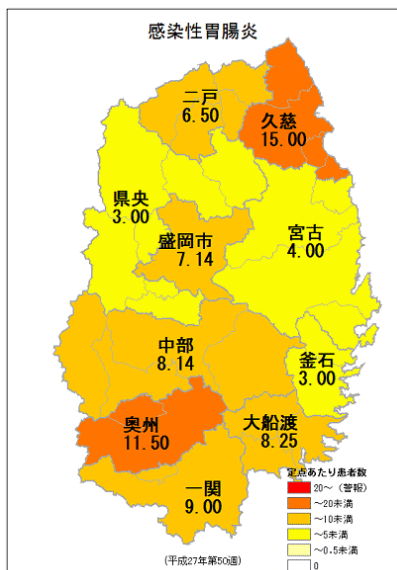 感染性胃腸炎
二戸
6.50
久慈
15.00
県央
3.00
盛岡市
7.14
宮古
4.00
中部
8.14
釜石
3.00
奥州
11.50
大船渡
8.25
一関
9.00
定点あたり患者数
20～（警報）
～20未満
～10未満
～5未満
～0.5未満
0
(平成27年第50週)